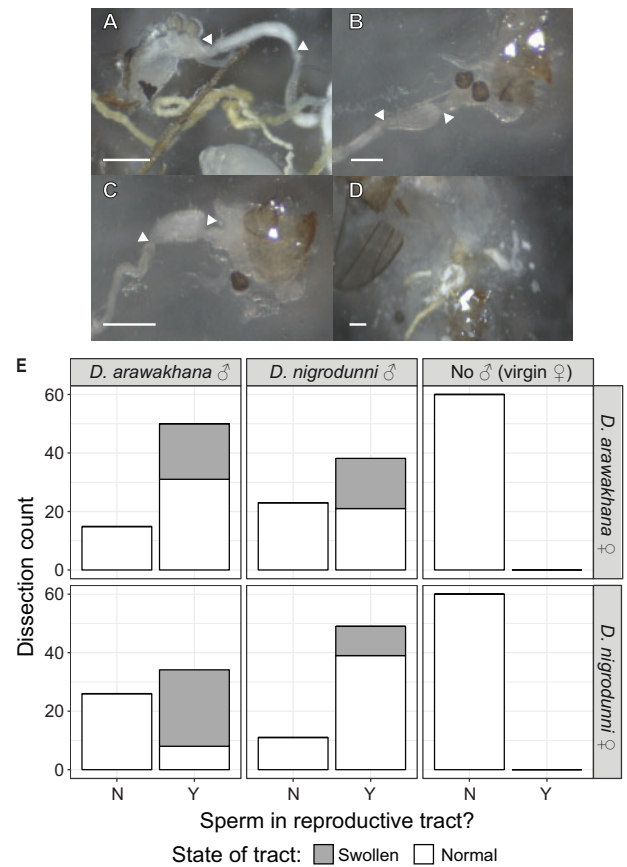 A
B
C
D
E
D. arawakhana ♂
D. nigrodunni ♂
No ♂ (virgin ♀)
60
40
20
0
D. arawakhana ♀
60
40
20
0
D. nigrodunni ♀
Dissection count
N Y N Y N Y
Sperm in reproductive tract?
State of tract: Swollen Normal